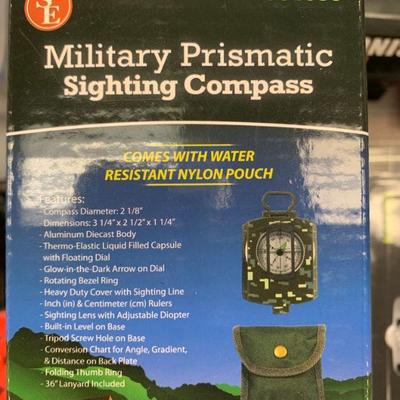 SE
Military Prismatic
Sighting Compass
COMES WITH WATER
RESISTANT NYLON POUCH
Features:
- Compass Diameter: 2 1/8"
- Dimensions: 3 1/4" x 2 1/2" x 1 1/4"
- Aluminum Diecast Body
- Thermo-Elastic Liquid Filled Capsule
with Floating Dial
- Glow-in-the-Dark Arrow on Dial
- Rotating Bezel Ring
- Heavy Duty Cover with Sighting Line
- Inch (in) & Centimeter (cm) Rulers
- Sighting Lens with Adjustable Diopter
- Built-in Level on Base
- Tripod Screw Hole on Base
- Conversion Chart for Angle, Gradient,
& Distance on Back Plate
- Folding Thumb Ring
- 36" Lanyard Included